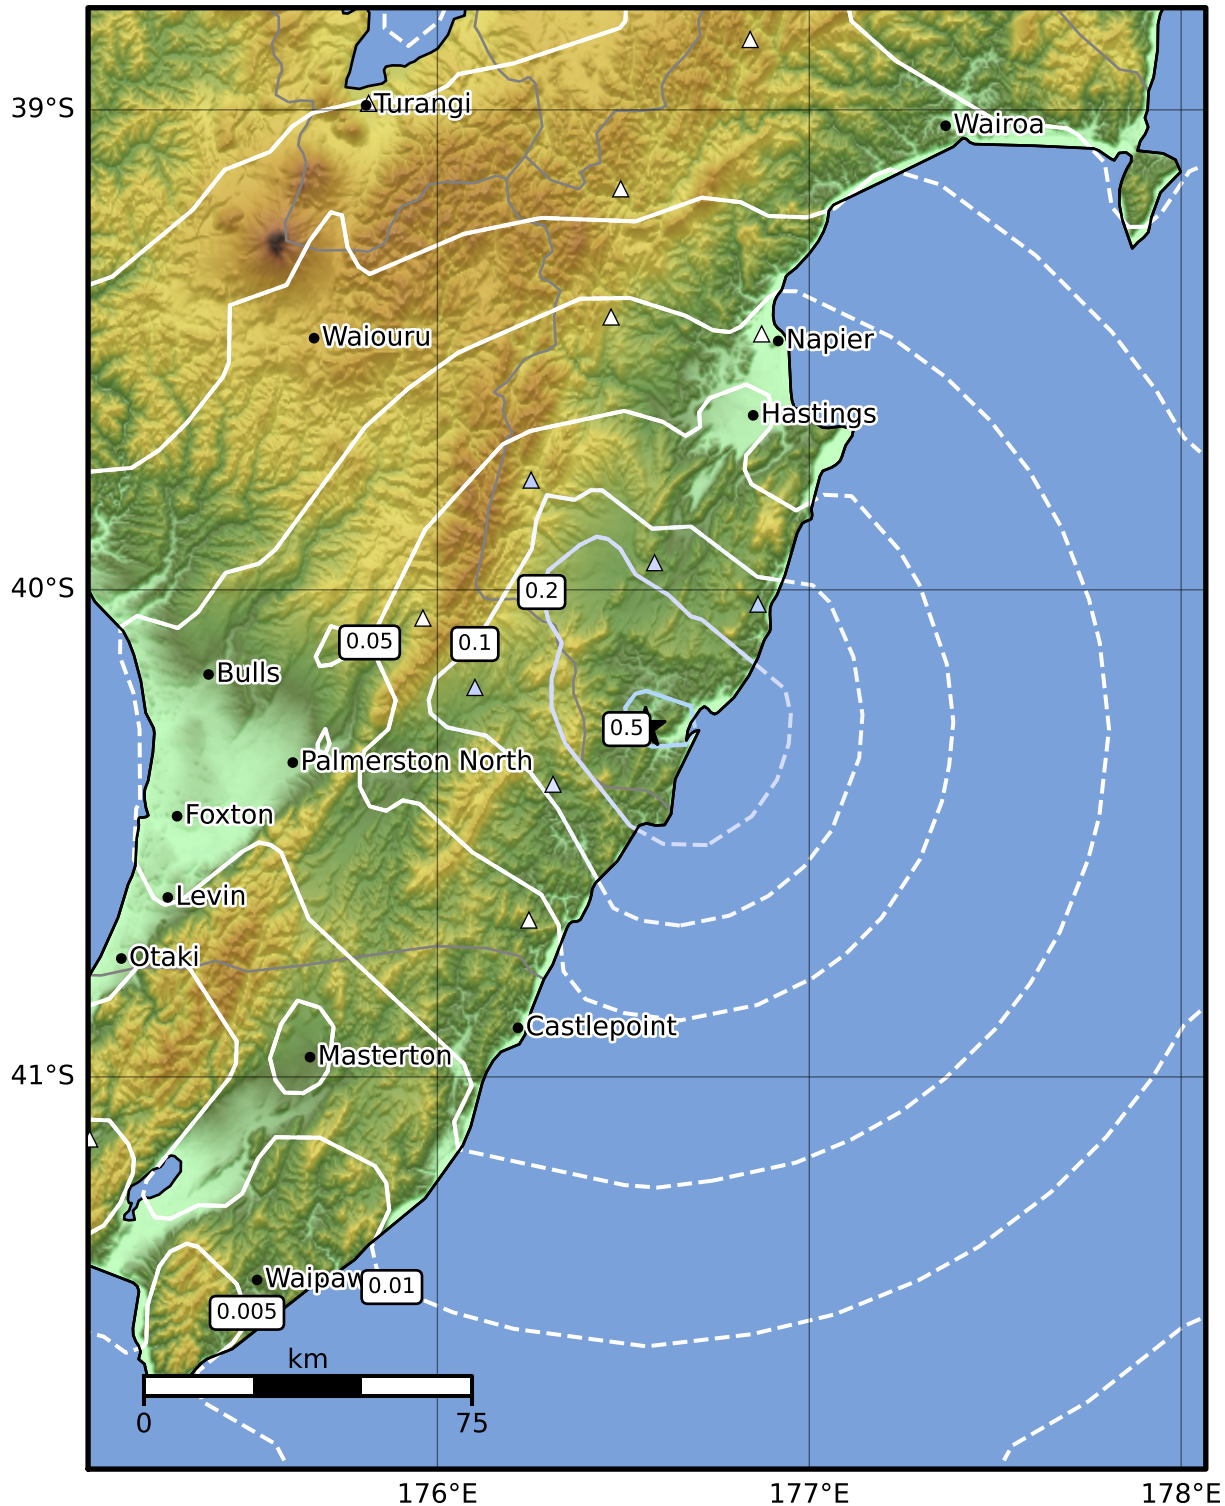 39°S
Turangi
Wairoa
Waiouru
Napier
Hastings
40°S
0.2
0.05
0.1
Bulls
0.5
Palmerston North
Foxton
Levin
Otaki
Castlepoint
Masterton
41°S
Waipaw
0.01
0.005
km
0
75
176°E
177°E
178°E